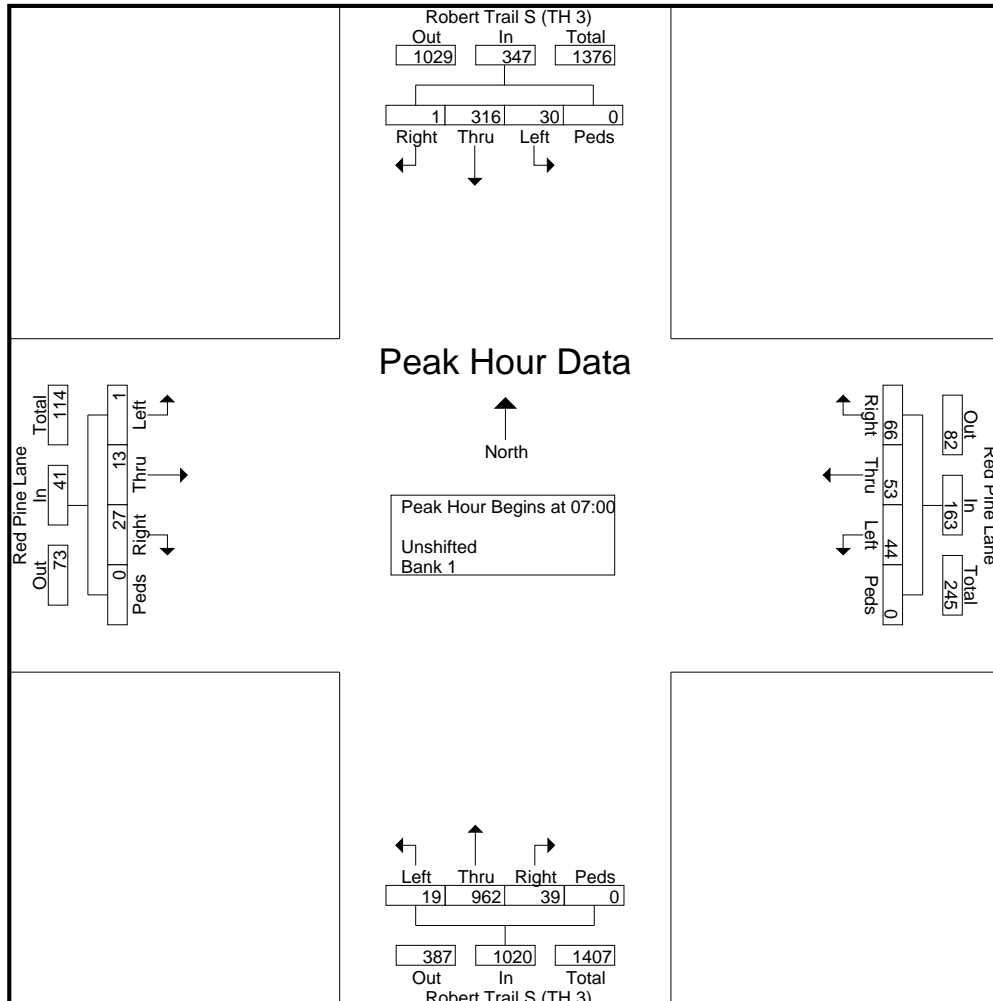 Robert Trail S (TH 3)
Out In Total
1029 347 1376
1 316 30 0
Right Thru Left Peds
Peak Hour Data
North
Peak Hour Begins at 07:00
Unshifted
Bank 1
Red Pine Lane
Total In Out
114 41 73
1 13 27 0
Left Thru Right Peds
Red Pine Lane
Out In Total
82 163 245
66 53 44 0
Right Thru Left Peds
Left Thru Right Peds
19 962 39 0
387 1020 1407
Out In Total
Robert Trail S (TH 3)